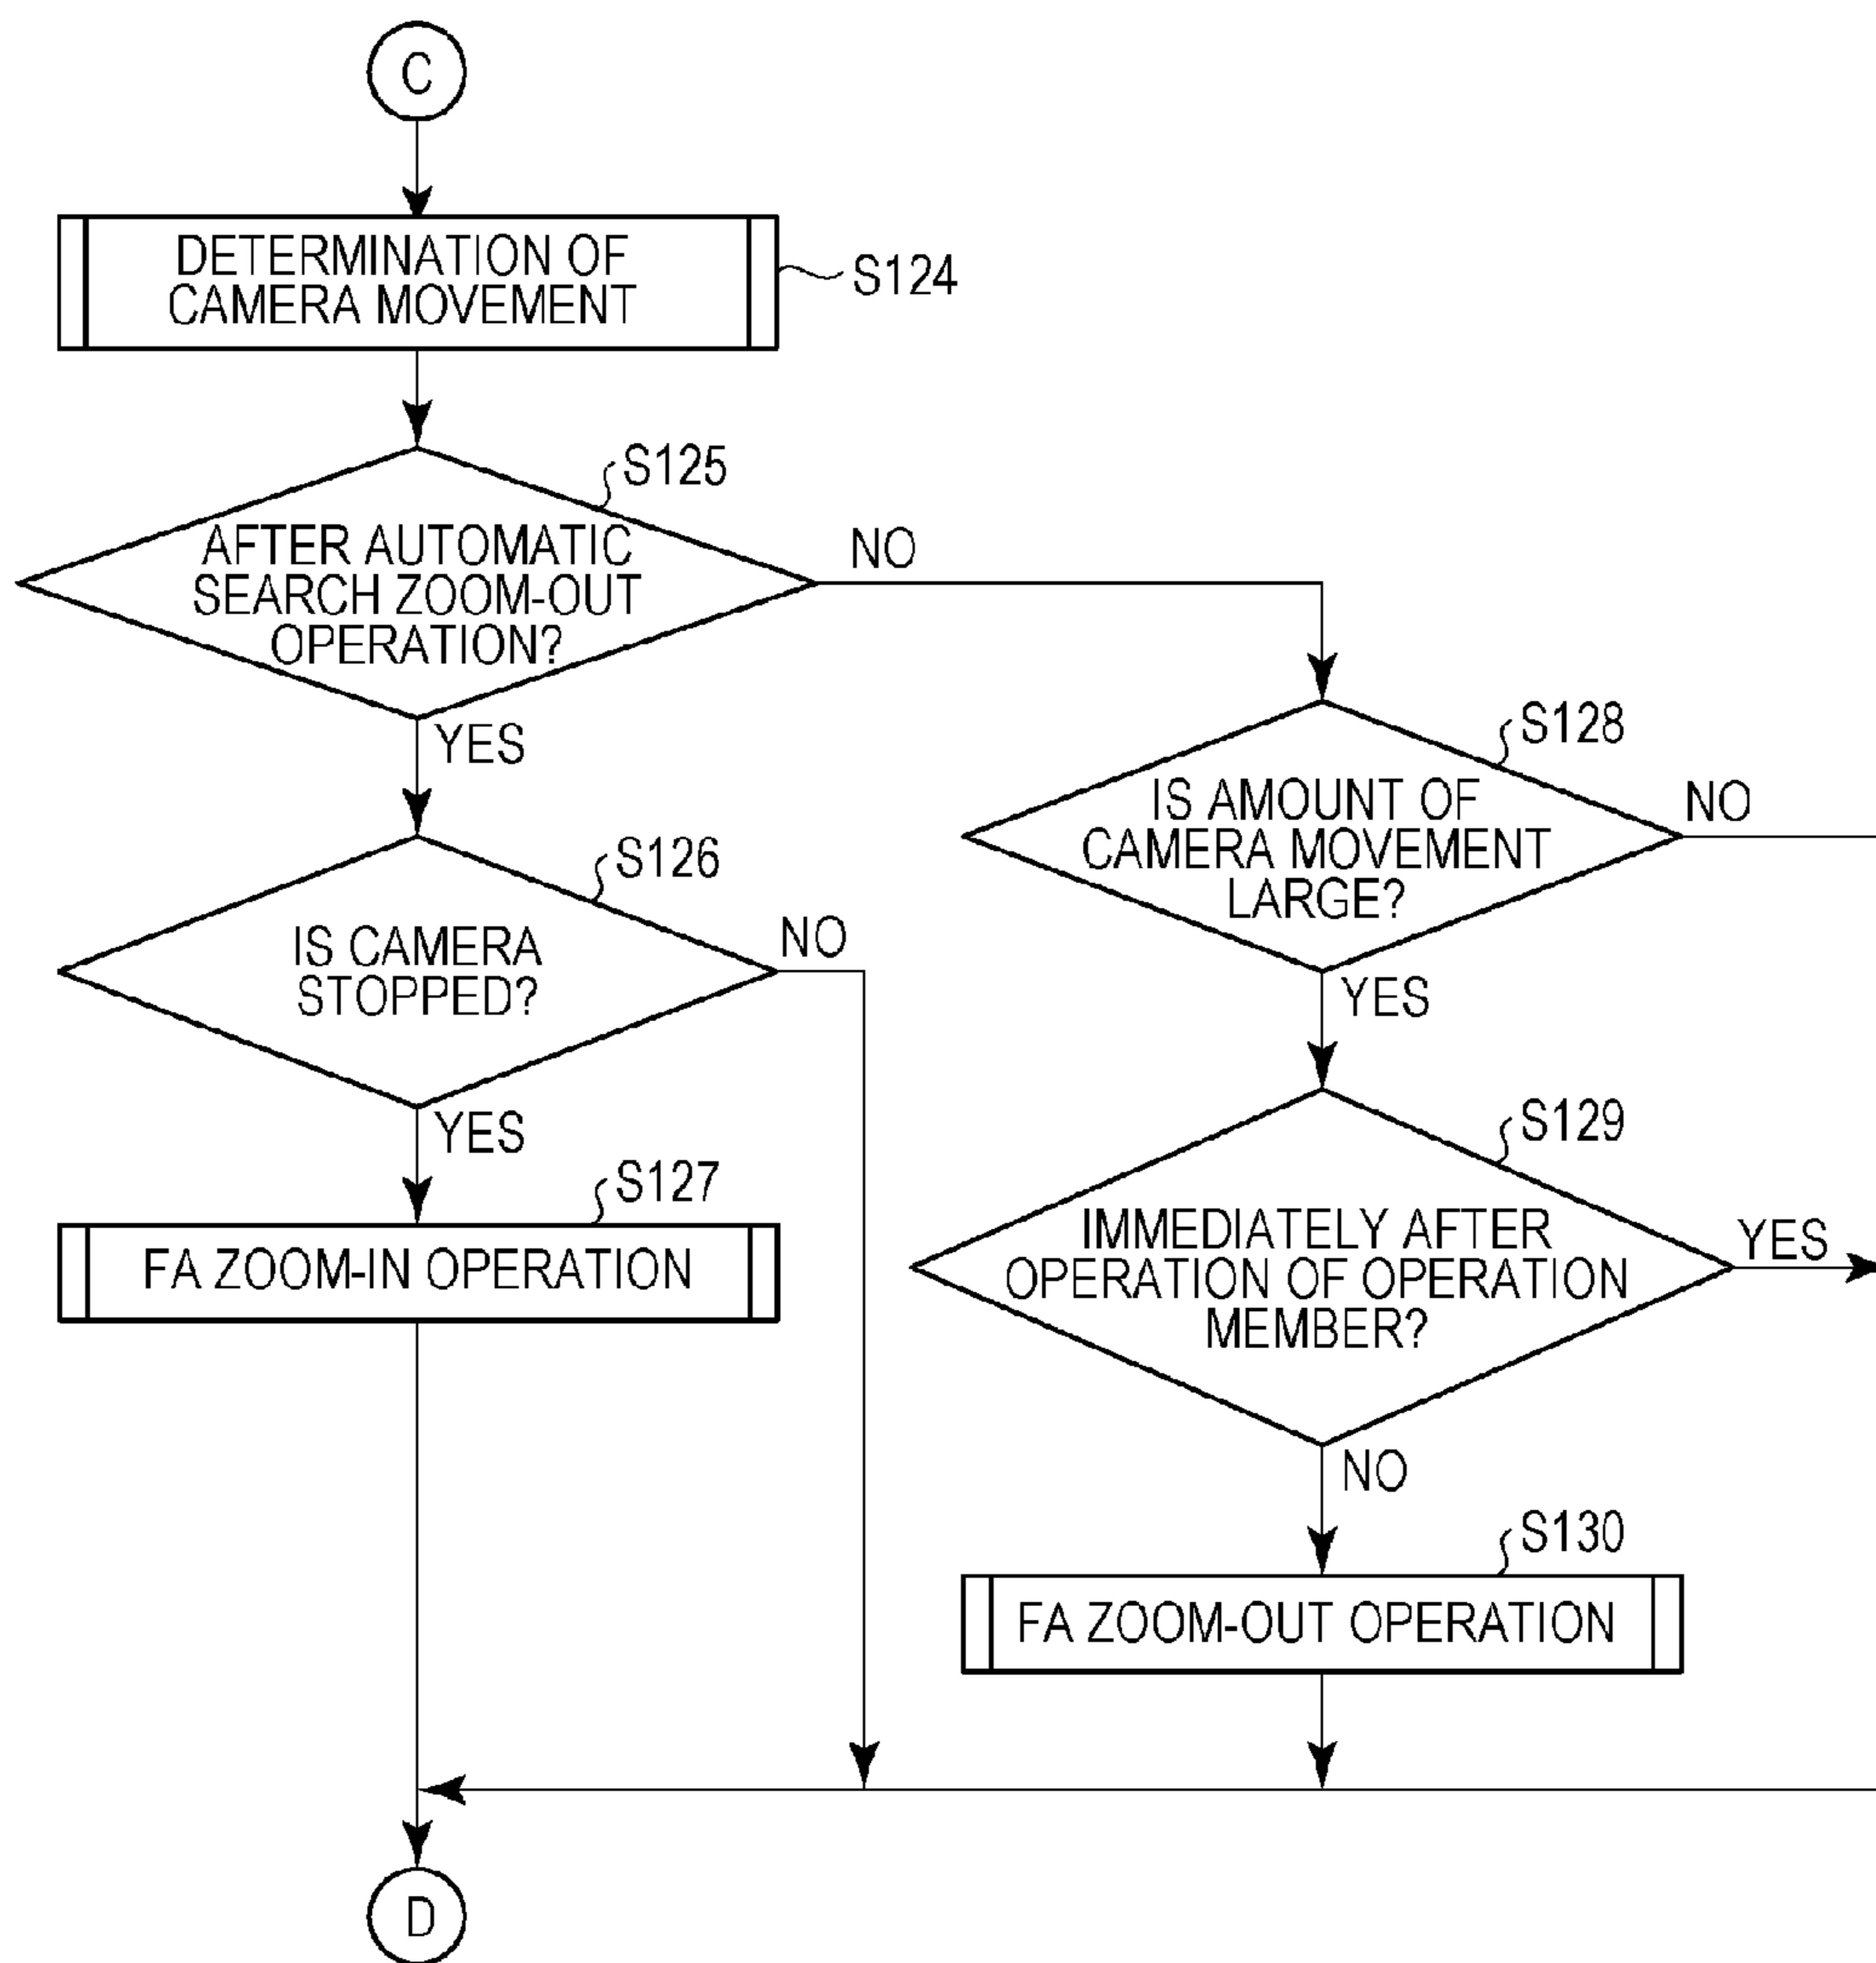 C
DETERMINATION OF
CAMERA MOVEMENT
S124
S125
AFTER AUTOMATIC
SEARCH ZOOM-OUT
OPERATION?
NO
YES
S126
IS CAMERA
STOPPED?
NO
YES
S127
FA ZOOM-IN OPERATION
S128
IS AMOUNT OF
CAMERA MOVEMENT
LARGE?
NO
YES
S129
IMMEDIATELY AFTER
OPERATION OF OPERATION
MEMBER?
YES
NO
S130
FA ZOOM-OUT OPERATION
D